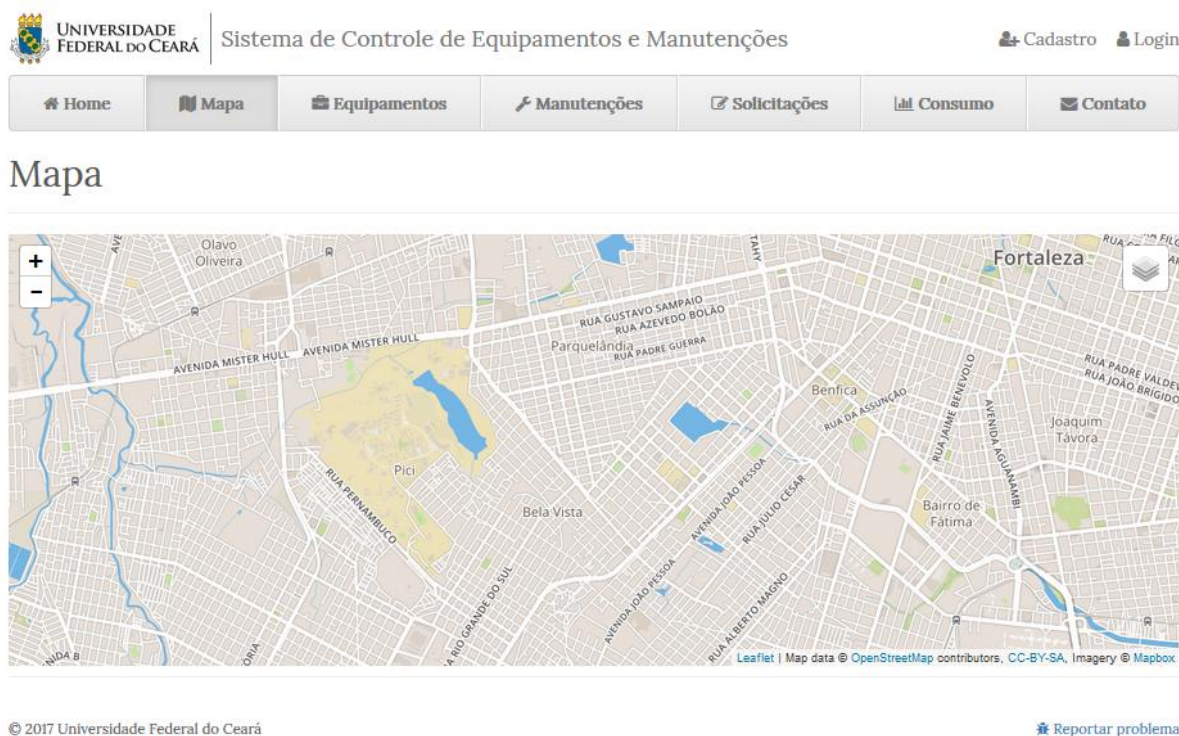 UNIVERSIDADE
FEDERAL DO CEARÁ
Sistema de Controle de Equipamentos e Manutenções
Cadastro
Login
Home
Mapa
Equipamentos
Manutenções
Solicitações
Consumo
Contato
Mapa
+
−
Olavo
Oliveira
Fortaleza
RUA GUSTAVO SAMPAIO
RUA AZEVEDO BOLÃO
Parquelândia
RUA PADRE GUERRA
AVENIDA MISTER HULL
AVENIDA MISTER HULL
Benfica
RUA DA ASSUNÇÃO
RUA JAIME BENEVOLO
AVENIDA AGUANAMBI
RUA PADRE VALDEV
RUA JOÃO BRÍGIDO
Joaquim
Távora
Pici
RUA PERNAMBUCO
Bela Vista
AVENIDA JOÃO PESSOA
RUA JULIO CÉSAR
Bairro de
Fátima
AVENIDA JOÃO PESSOA
RUA ALBERTO MAGNO
RIO GRANDE DO SUL
Leaflet | Map data © OpenStreetMap contributors, CC-BY-SA, Imagery © Mapbox
© 2017 Universidade Federal do Ceará
Reportar problema